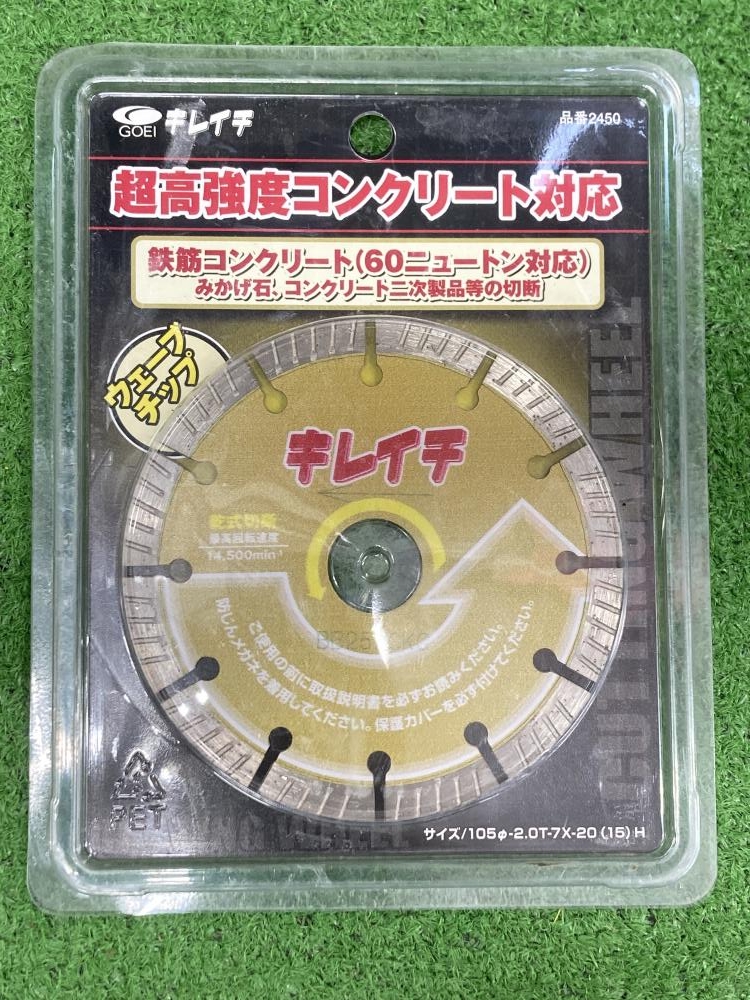 GOEI キレイチ
品番2450
超高強度コンクリート対応
鉄筋コンクリート(60ニュートン対応)
みかげ石、コンクリート二次製品等の切断
ウェーブ
チップ
キレイチ
乾式切断
最高回転速度
14,500min⁻¹
ご使用の前に取扱説明書を必ずお読みください。
防じんメガネを着用してください。保護カバーを必ず付けてください。
CUTTING WHEEL
PET
WHEEL
サイズ/105φ-2.0T-7X-20(15)H